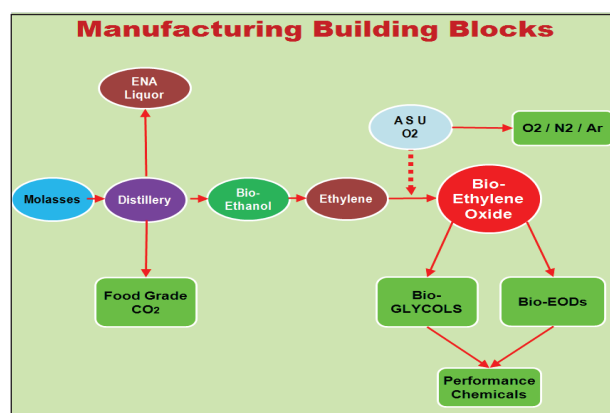 Manufacturing Building Blocks
ENA
Liquor
A S U
O2
O2 / N2 / Ar
Molasses
Distillery
Bio-
Ethanol
Ethylene
Bio-
Ethylene
Oxide
Food Grade
CO2
Bio-
GLYCOLS
Bio-EODs
Performance
Chemicals